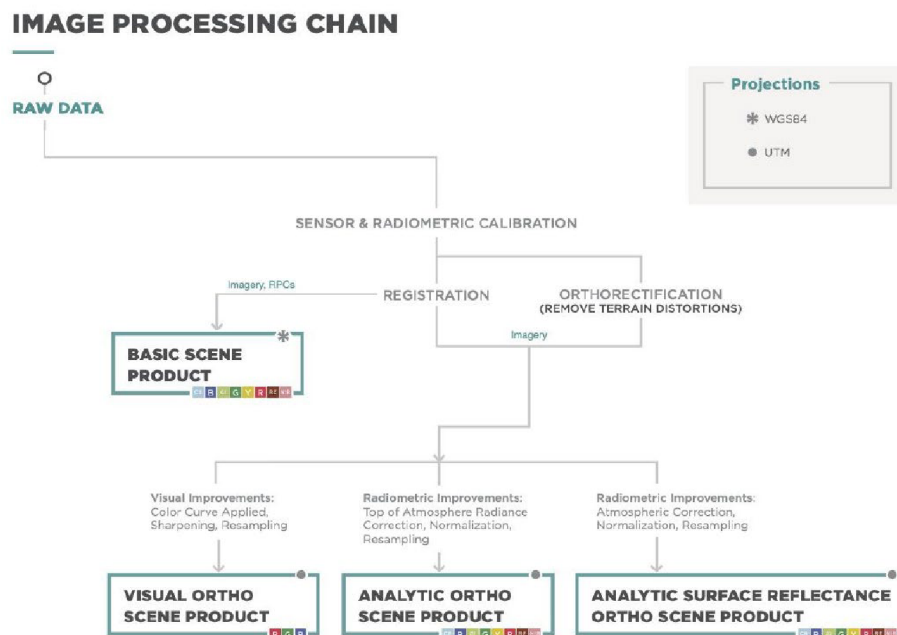 IMAGE PROCESSING CHAIN
RAW DATA
Projections
WGS84
UTM
SENSOR & RADIOMETRIC CALIBRATION
Imagery, RPCs
REGISTRATION
ORTHORECTIFICATION
(REMOVE TERRAIN DISTORTIONS)
Imagery
BASIC SCENE
PRODUCT
B G Y R RE
Visual Improvements:
Color Curve Applied,
Sharpening, Resampling
Radiometric Improvements:
Top of Atmosphere Radiance
Correction, Normalization,
Resampling
Radiometric Improvements:
Atmospheric Correction,
Normalization, Resampling
VISUAL ORTHO
SCENE PRODUCT
R G B
ANALYTIC ORTHO
SCENE PRODUCT
ANALYTIC SURFACE REFLECTANCE
ORTHO SCENE PRODUCT